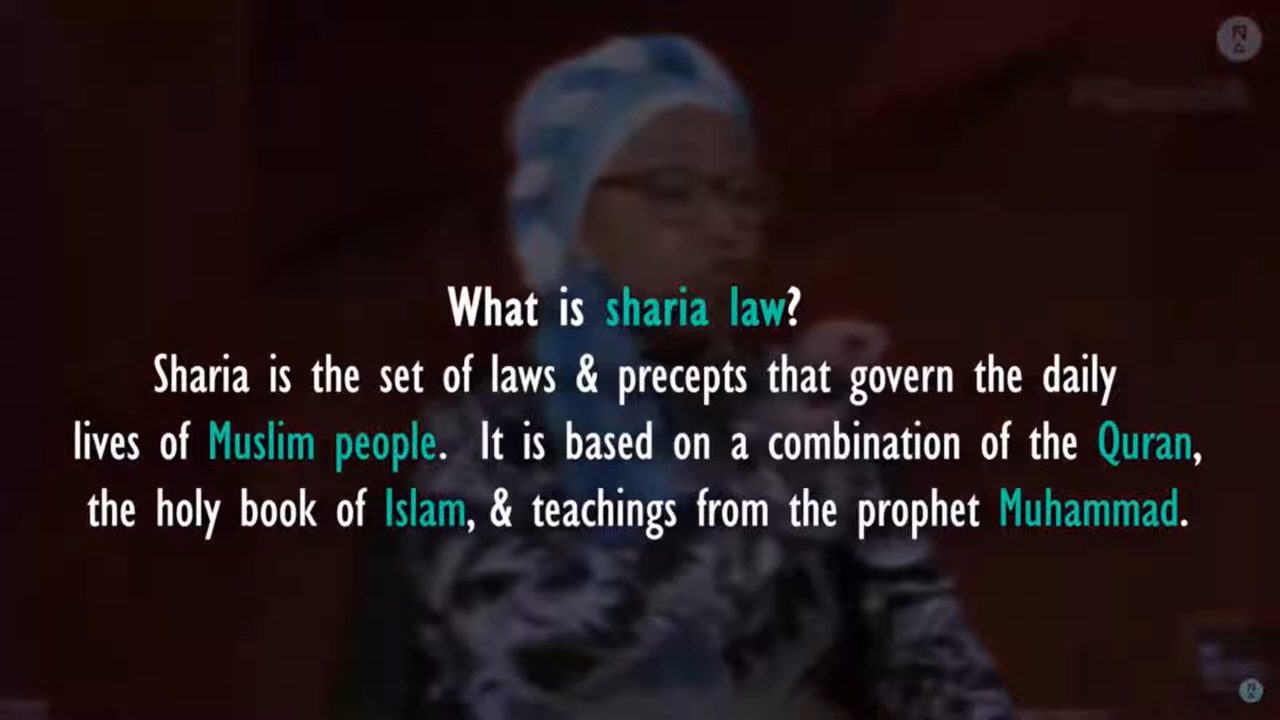 What is sharia law?
Sharia is the set of laws & precepts that govern the daily
lives of Muslim people. It is based on a combination of the Quran,
the holy book of Islam, & teachings from the prophet Muhammad.